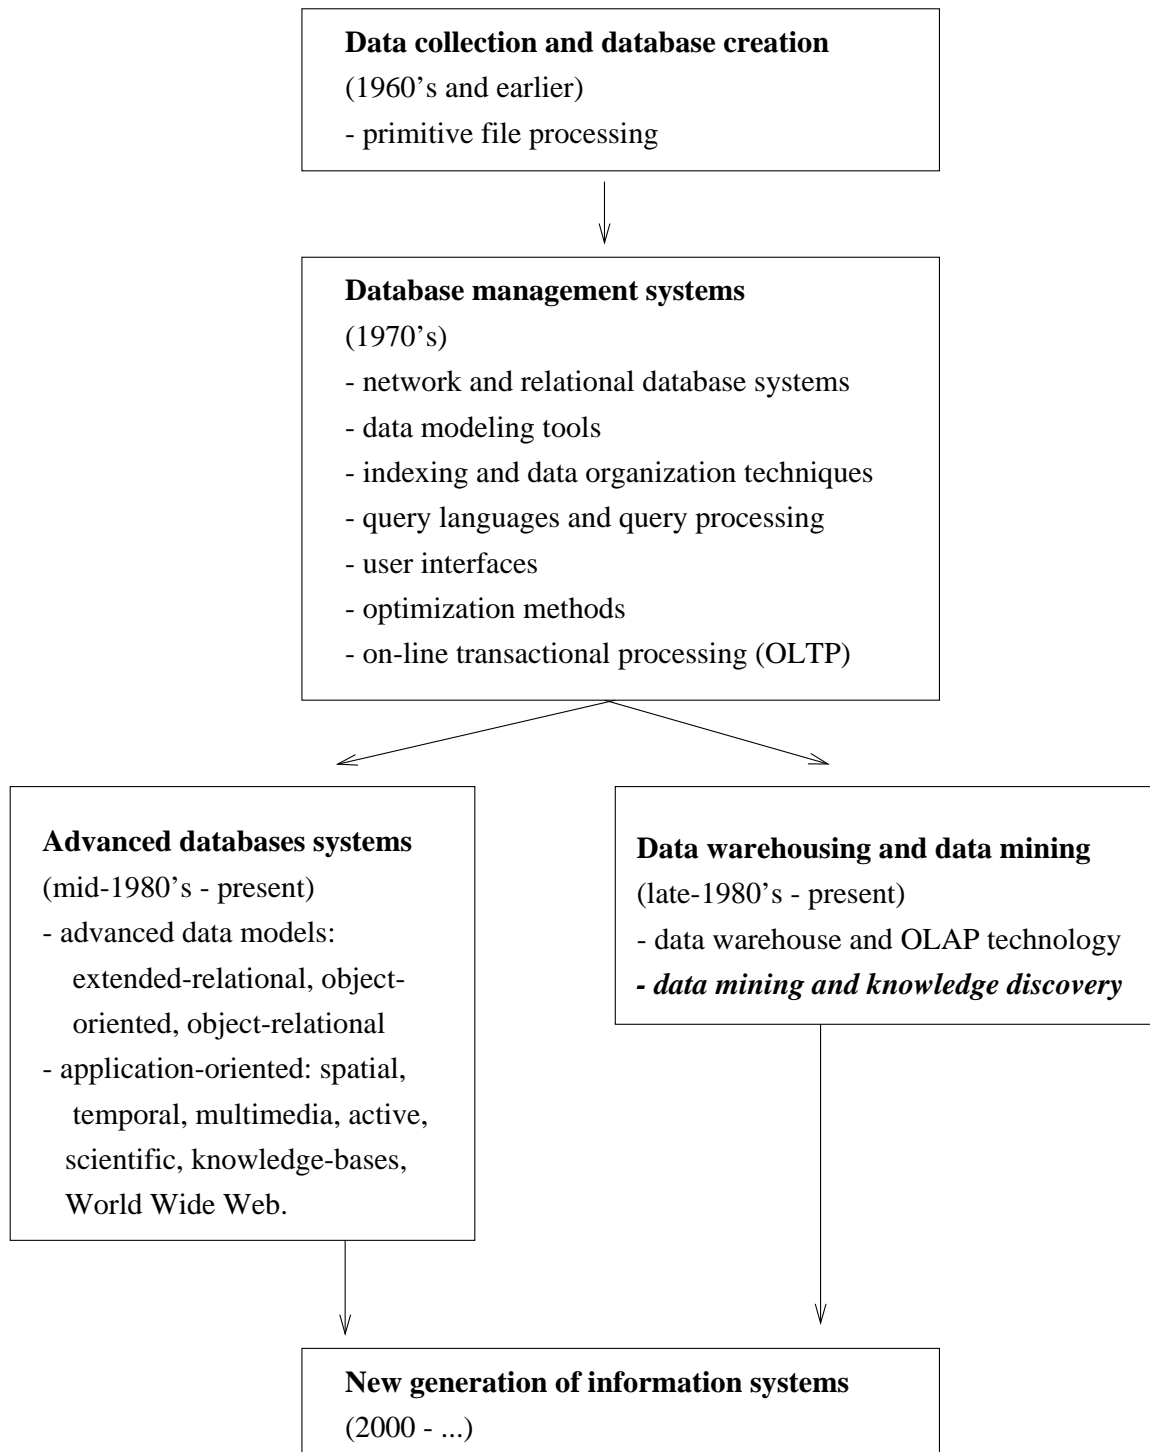 Data collection and database creation
(1960's and earlier)
- primitive file processing
Database management systems
(1970's)
- network and relational database systems
- data modeling tools
- indexing and data organization techniques
- query languages and query processing
- user interfaces
- optimization methods
- on-line transactional processing (OLTP)
Advanced databases systems
(mid-1980's - present)
- advanced data models:
extended-relational, object-
oriented, object-relational
- application-oriented: spatial,
temporal, multimedia, active,
scientific, knowledge-bases,
World Wide Web.
Data warehousing and data mining
(late-1980's - present)
- data warehouse and OLAP technology
- data mining and knowledge discovery
New generation of information systems
(2000 - ...)